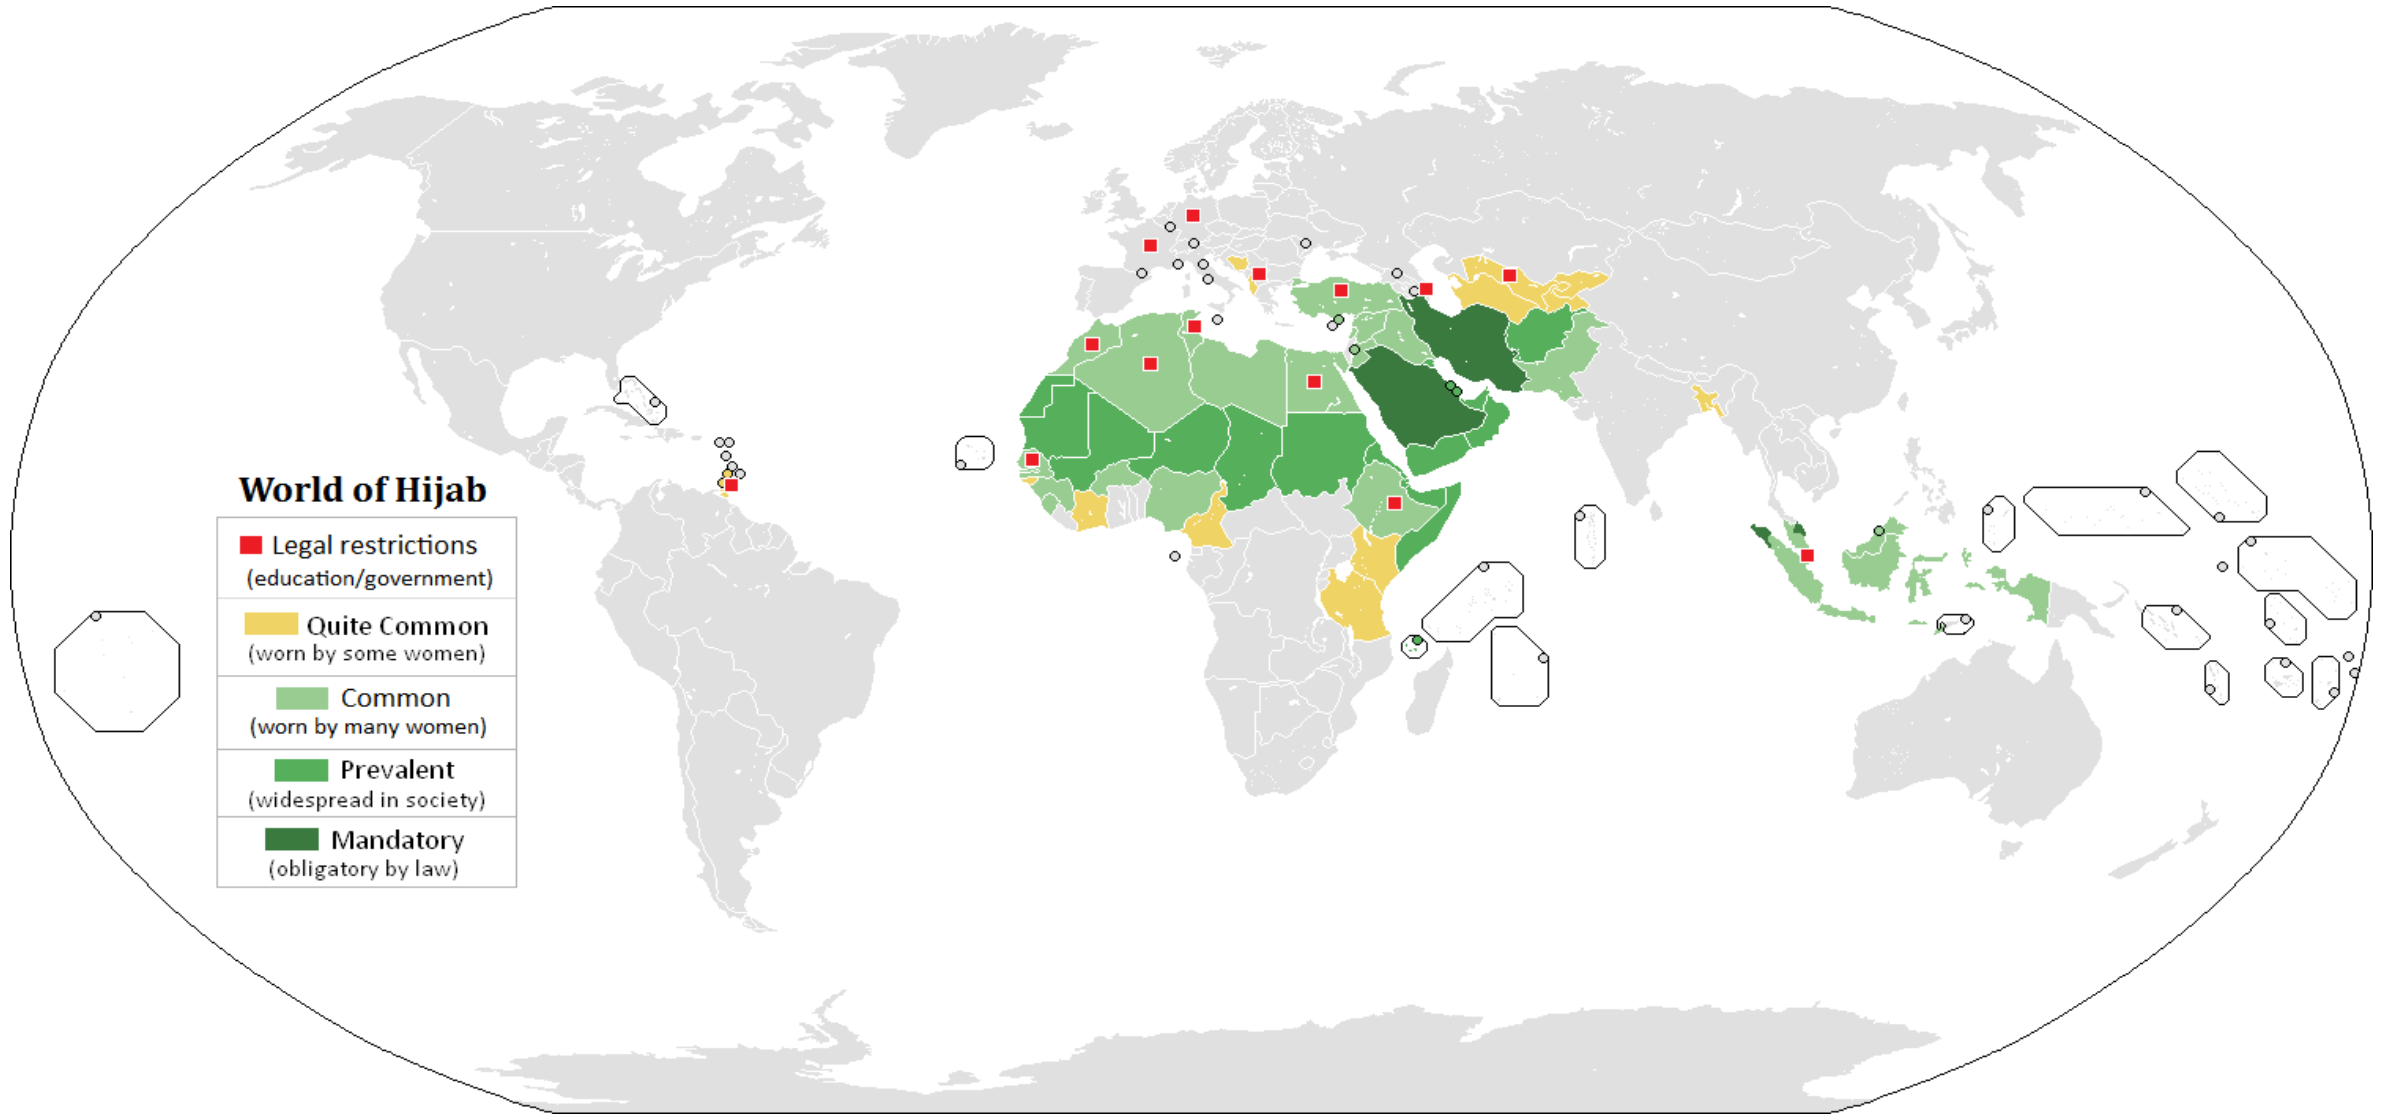 World of Hijab
Legal restrictions
(education/government)
Quite Common
(worn by some women)
Common
(worn by many women)
Prevalent
(widespread in society)
Mandatory
(obligatory by law)